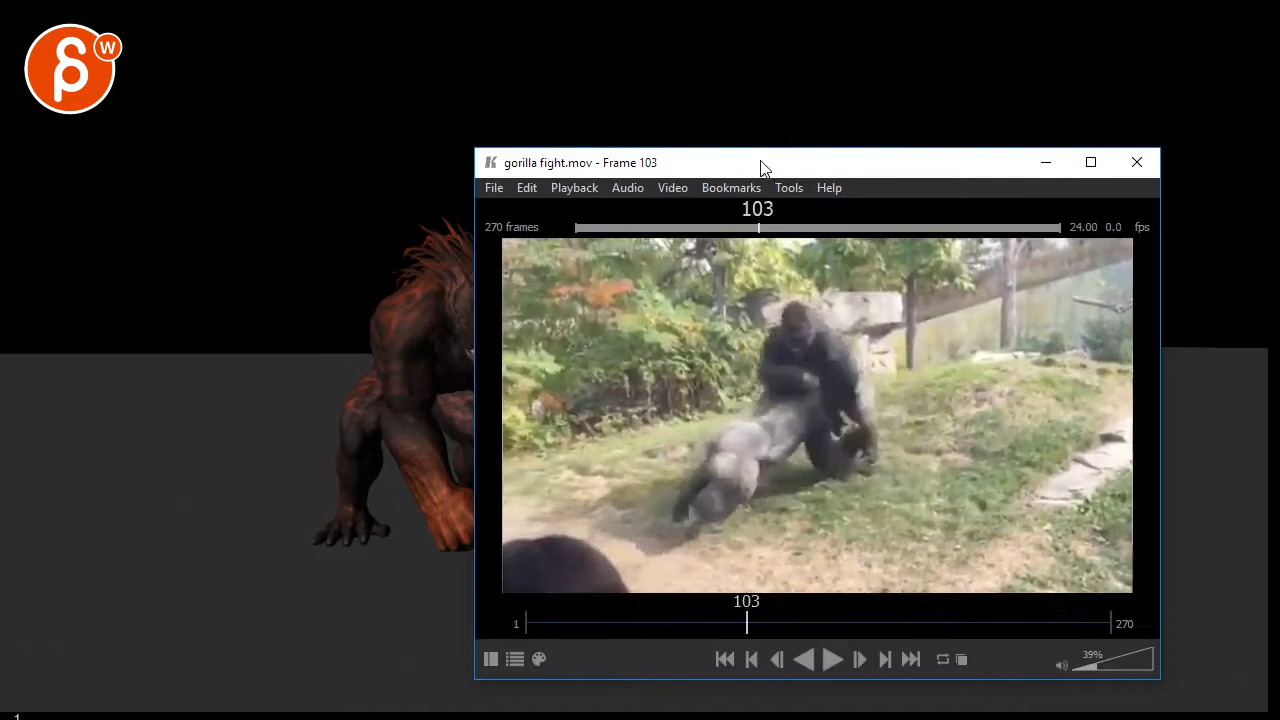 W
gorilla fight.mov - Frame 103
File Edit Playback Audio Video Bookmarks Tools Help
103
270 frames
24.00 0.0 fps
103
1
270
39%
1